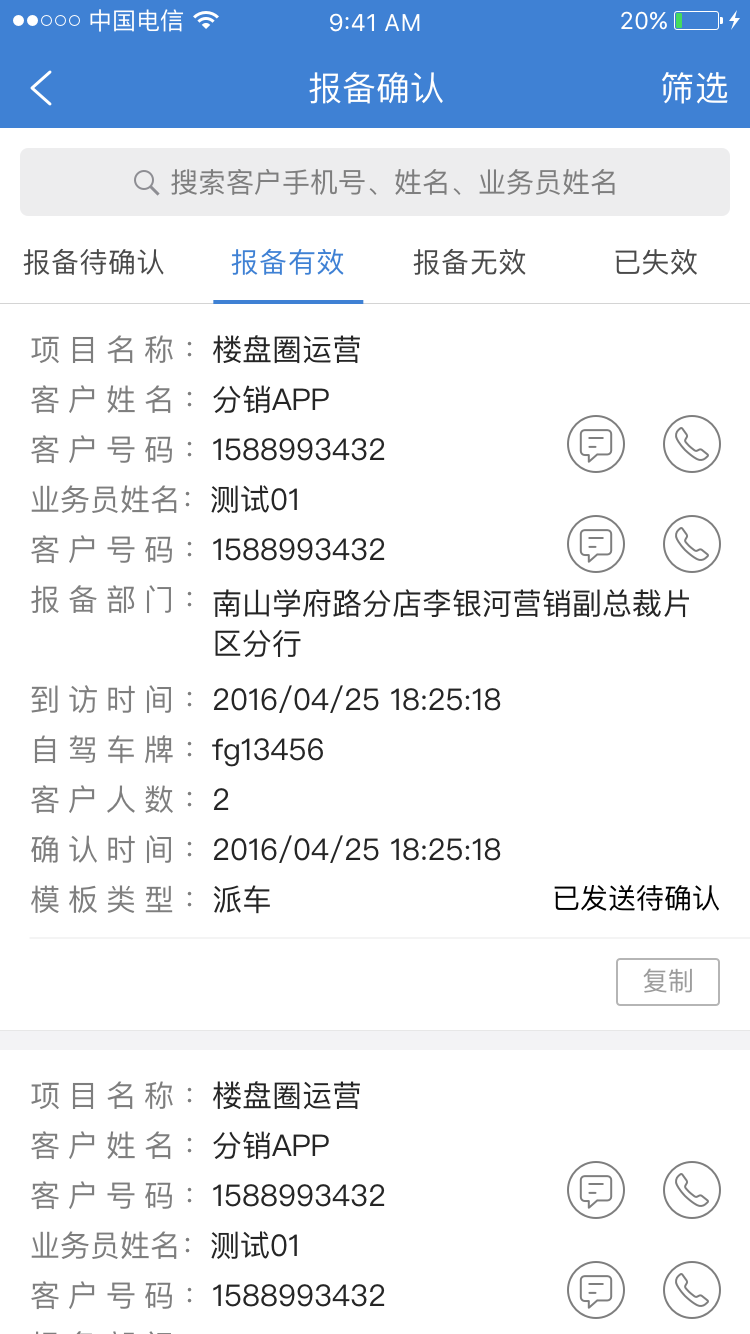 中国电信 9:41 AM 20%
报备确认 筛选
搜索客户手机号、姓名、业务员姓名
报备待确认 报备有效 报备无效 已失效
项目名称： 楼盘圈运营
客户姓名： 分销APP
客户号码： 1588993432
业务员姓名： 测试01
客户号码： 1588993432
报备部门： 南山学府路分店李银河营销副总裁片
区分行
到访时间： 2016/04/25 18:25:18
自驾车牌： fg13456
客户人数： 2
确认时间： 2016/04/25 18:25:18
模板类型： 派车 已发送待确认
复制
项目名称： 楼盘圈运营
客户姓名： 分销APP
客户号码： 1588993432
业务员姓名： 测试01
客户号码： 1588993432